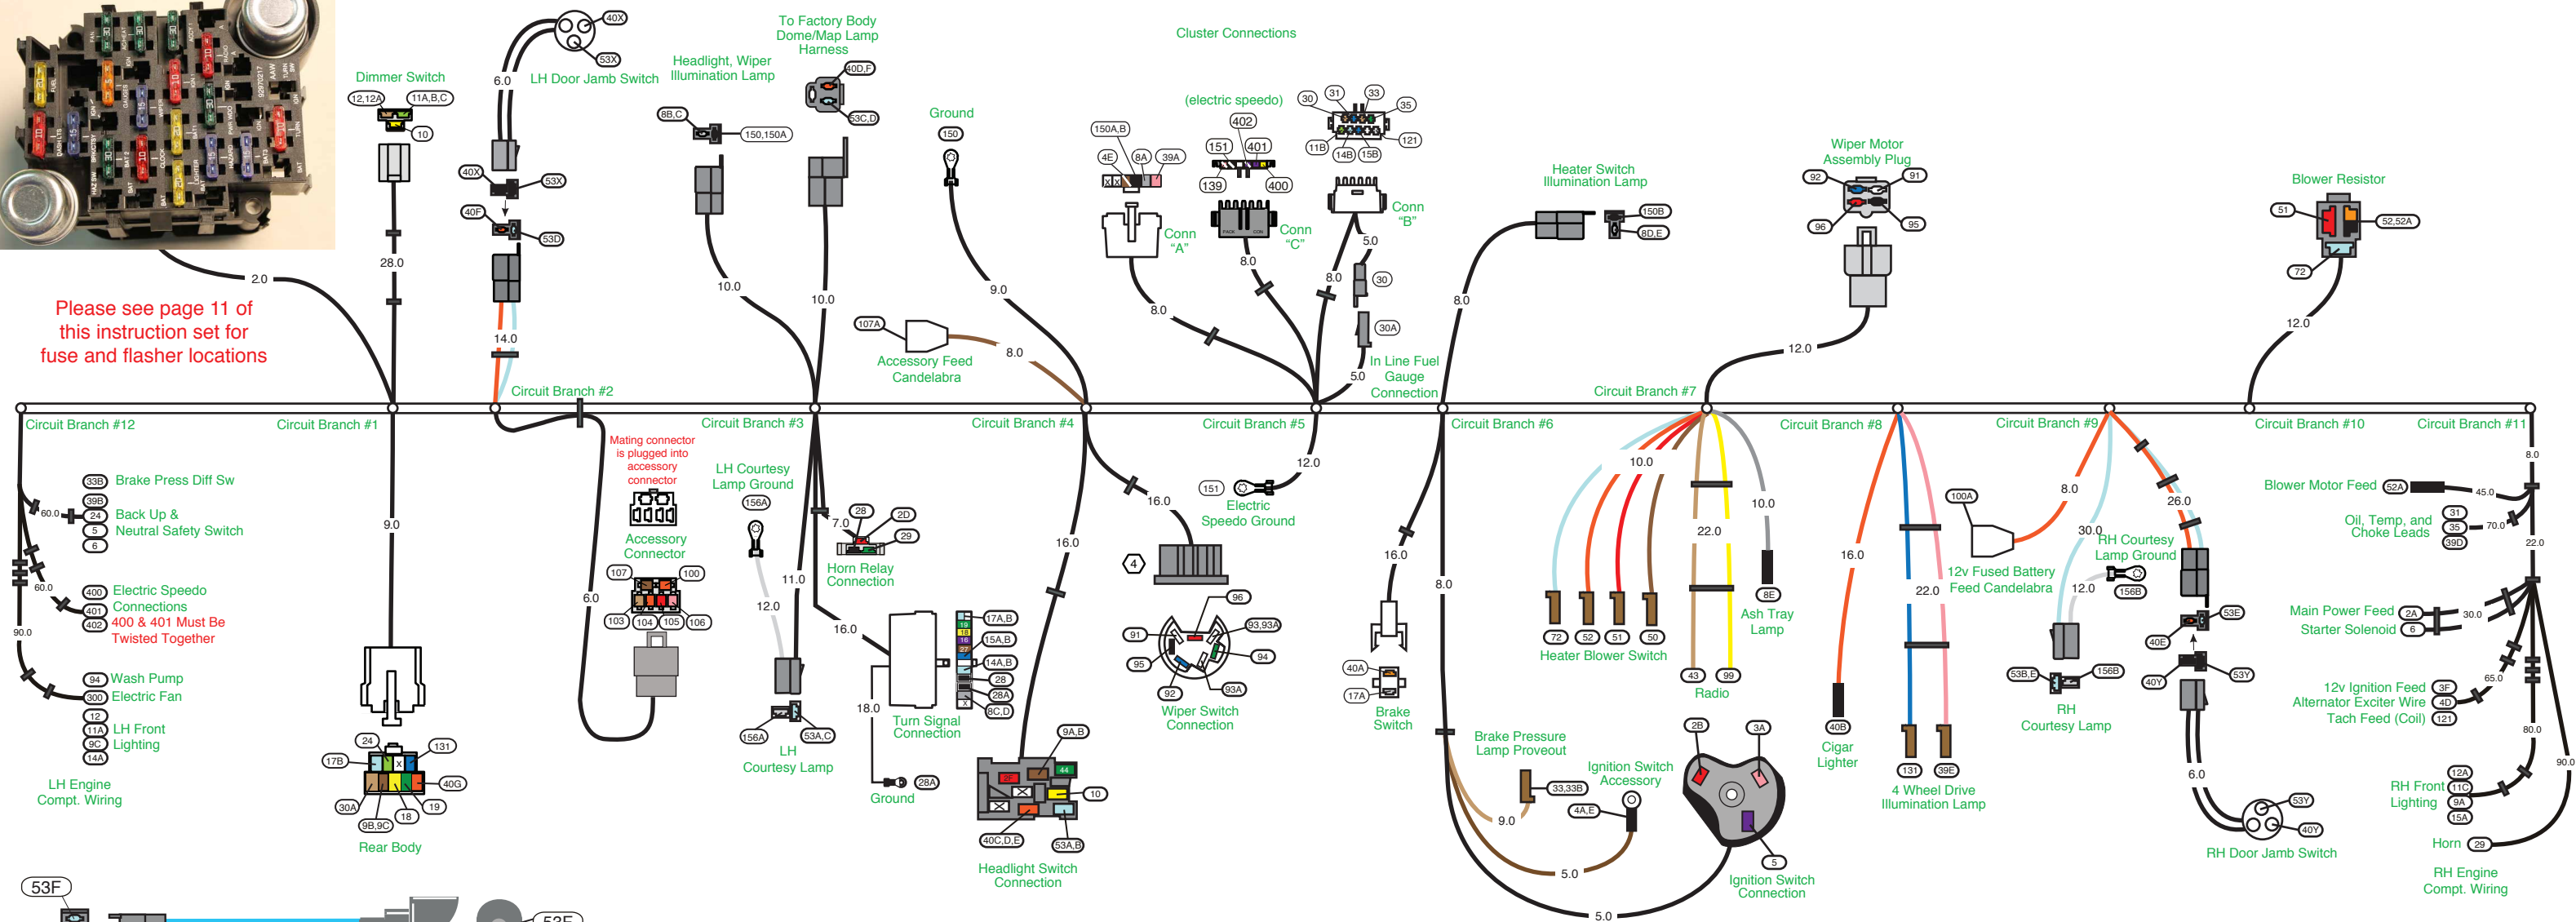 40X
53X
LH Door Jamb Switch
6.0
40X
53X
40F
53D
14.0
Dimmer Switch
12,12A
11A,B,C
10
28.0
2.0
Please see page 11 of
this instruction set for
fuse and flasher locations
To Factory Body
Dome/Map Lamp
Harness
40D,F
53C,D
10.0
Headlight, Wiper
Illumination Lamp
8B,C
150,150A
10.0
Ground
150
9.0
107A
Accessory Feed
Candelabra
8.0
Cluster Connections
(electric speedo)
150A,B
4E
8A
39A
X
X
Conn
"A"
8.0
402
151
401
139
400
Conn
"C"
8.0
30
31
33
35
11B
14B
15B
121
Conn
"B"
8.0
5.0
30
30A
5.0
In Line Fuel
Gauge
Connection
Heater Switch
Illumination Lamp
150B
8D,E
8.0
Wiper Motor
Assembly Plug
92
91
96
95
12.0
Blower Resistor
51
52,52A
72
12.0
Circuit Branch #12
Circuit Branch #1
Circuit Branch #2
Circuit Branch #3
Circuit Branch #4
Circuit Branch #5
Circuit Branch #6
Circuit Branch #7
Circuit Branch #8
Circuit Branch #9
Circuit Branch #10
Circuit Branch #11
33B
Brake Press Diff Sw
39B
24
5
6
Back Up &
Neutral Safety Switch
60.0
400
401
402
Electric Speedo
Connections
400 & 401 Must Be
Twisted Together
60.0
90.0
94
Wash Pump
300
Electric Fan
12
11A
9C
14A
LH Front
Lighting
LH Engine
Compt. Wiring
9.0
24
131
17B
X
40G
30A
9B,9C
18
19
Rear Body
6.0
Mating connector
is plugged into
accessory
connector
Accessory
Connector
107
100
103
104
105
106
LH Courtesy
Lamp Ground
156A
12.0
11.0
156A
53A,C
LH
Courtesy Lamp
7.0
28
2D
29
Horn Relay
Connection
16.0
18.0
17A,B
19
18
16
15A,B
27
14A,B
28
28A
8C,D
X
Turn Signal
Connection
Ground
28A
16.0
9A,B
2F
44
X
X
10
40C,D,E
53A,B
Headlight Switch
Connection
16.0
4
96
91
93,93A
95
94
92
93A
Wiper Switch
Connection
12.0
151
Electric
Speedo Ground
16.0
40A
17A
Brake
Switch
8.0
Brake Pressure
Lamp Proveout
33,33B
9.0
Ignition Switch
Accessory
4A,E
5.0
2B
3A
5
Ignition Switch
Connection
5.0
10.0
72
52
51
50
Heater Blower Switch
22.0
43
99
Radio
10.0
8E
Ash Tray
Lamp
16.0
40B
Cigar
Lighter
22.0
131
39E
4 Wheel Drive
Illumination Lamp
8.0
100A
12v Fused Battery
Feed Candelabra
30.0
12.0
RH Courtesy
Lamp Ground
156B
53B,E
156B
RH
Courtesy Lamp
26.0
53E
40E
40Y
53Y
6.0
53Y
40Y
RH Door Jamb Switch
8.0
Blower Motor Feed
52A
45.0
Oil, Temp, and
Choke Leads
31
35
39D
70.0
22.0
Main Power Feed
2A
Starter Solenoid
6
30.0
12v Ignition Feed
3F
Alternator Exciter Wire
4D
Tach Feed (Coil)
121
65.0
80.0
90.0
RH Front
Lighting
12A
11C
9A
15A
Horn
29
RH Engine
Compt. Wiring
53F
53F